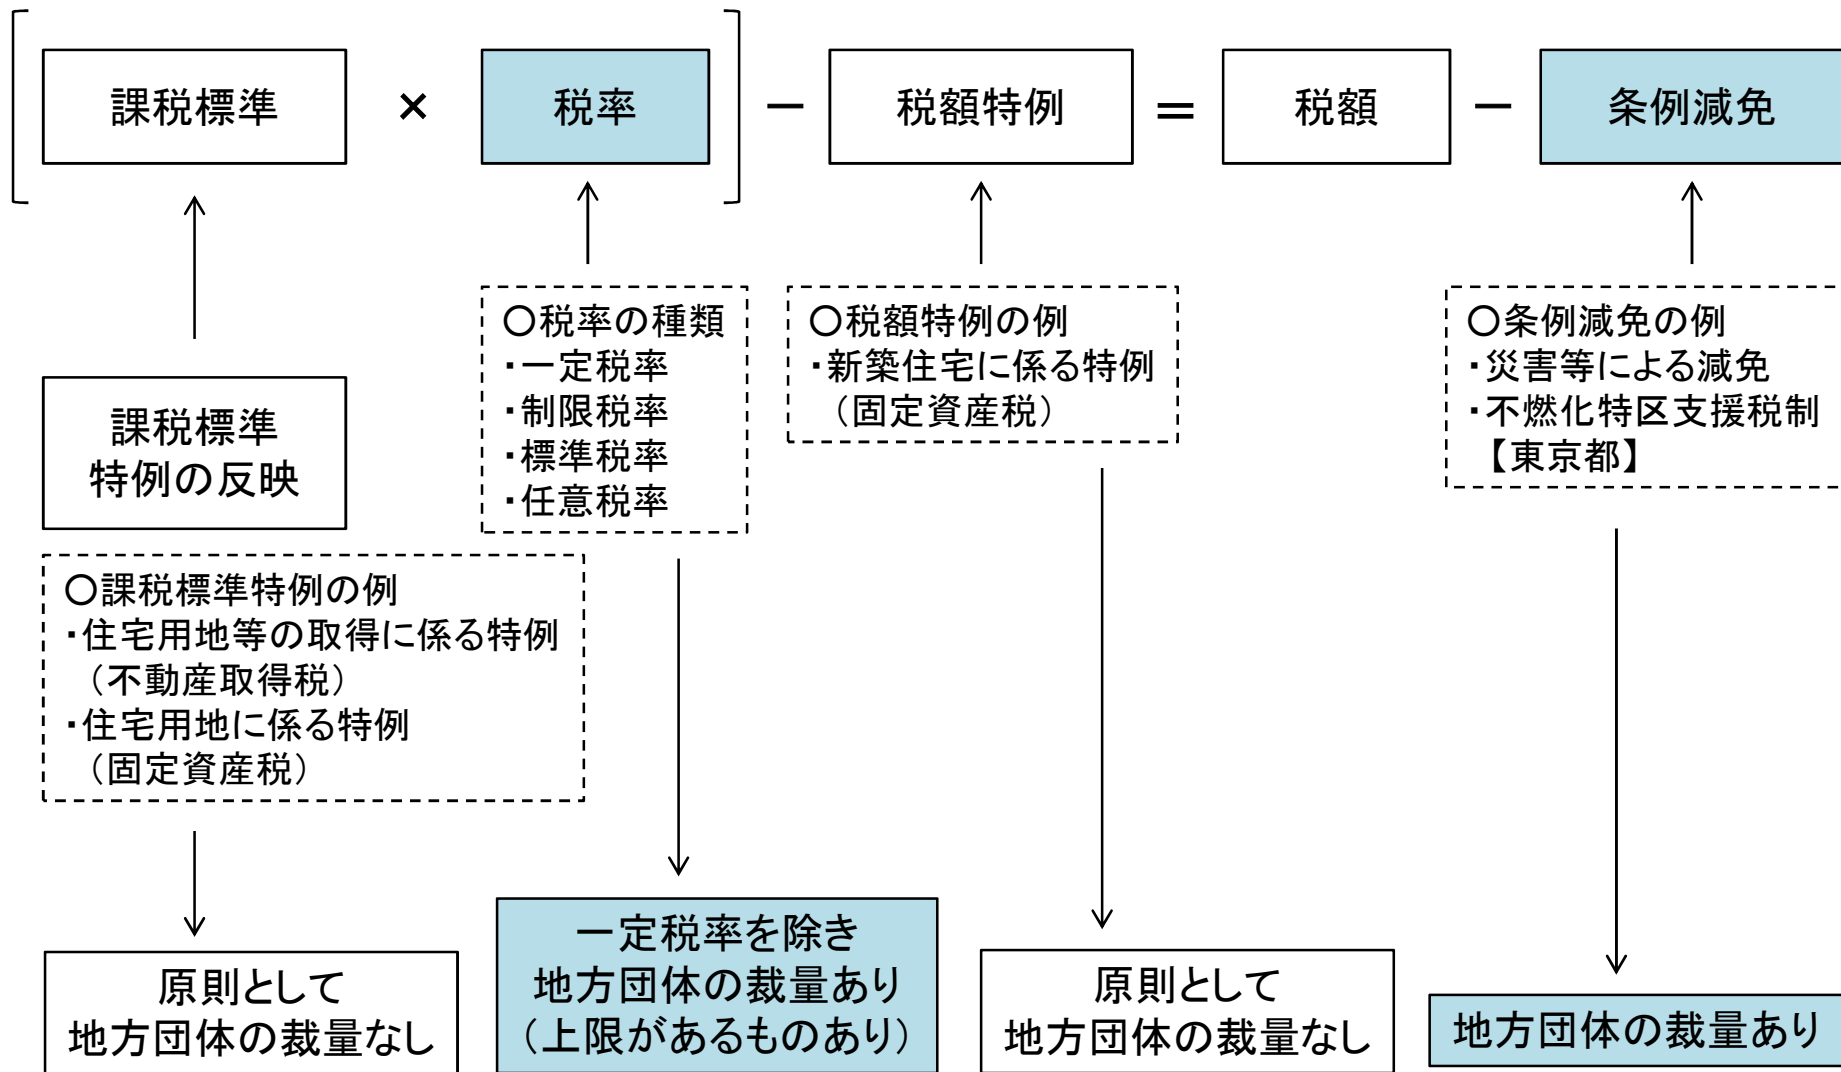 課税標準 × 税率 － 税額特例 ＝ 税額 － 条例減免
課税標準
特例の反映
○課税標準特例の例
・住宅用地等の取得に係る特例
（不動産取得税）
・住宅用地に係る特例
（固定資産税）
○税率の種類
・一定税率
・制限税率
・標準税率
・任意税率
○税額特例の例
・新築住宅に係る特例
（固定資産税）
○条例減免の例
・災害等による減免
・不燃化特区支援税制
【東京都】
原則として
地方団体の裁量なし
一定税率を除き
地方団体の裁量あり
（上限があるものあり）
原則として
地方団体の裁量なし
地方団体の裁量あり